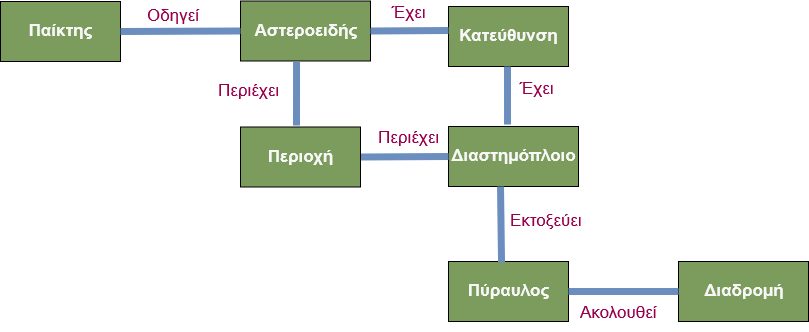 Παίκτης
Οδηγεί
Αστεροειδής
Έχει
Κατεύθυνση
Περιέχει
Έχει
Περιοχή
Περιέχει
Διαστημόπλοιο
Εκτοξεύει
Πύραυλος
Ακολουθεί
Διαδρομή